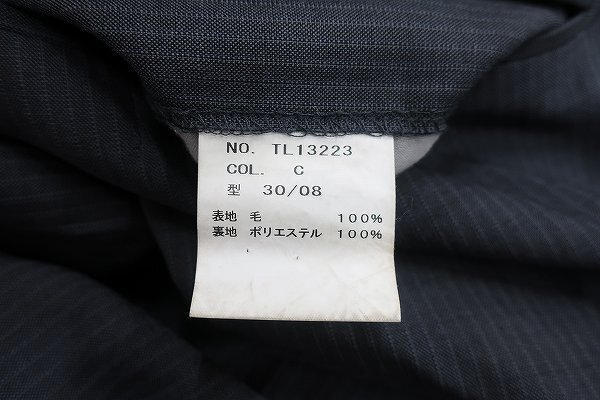 NO. TL13223
COL. C
型 30/08
表地 毛 100%
裏地 ポリエステル 100%